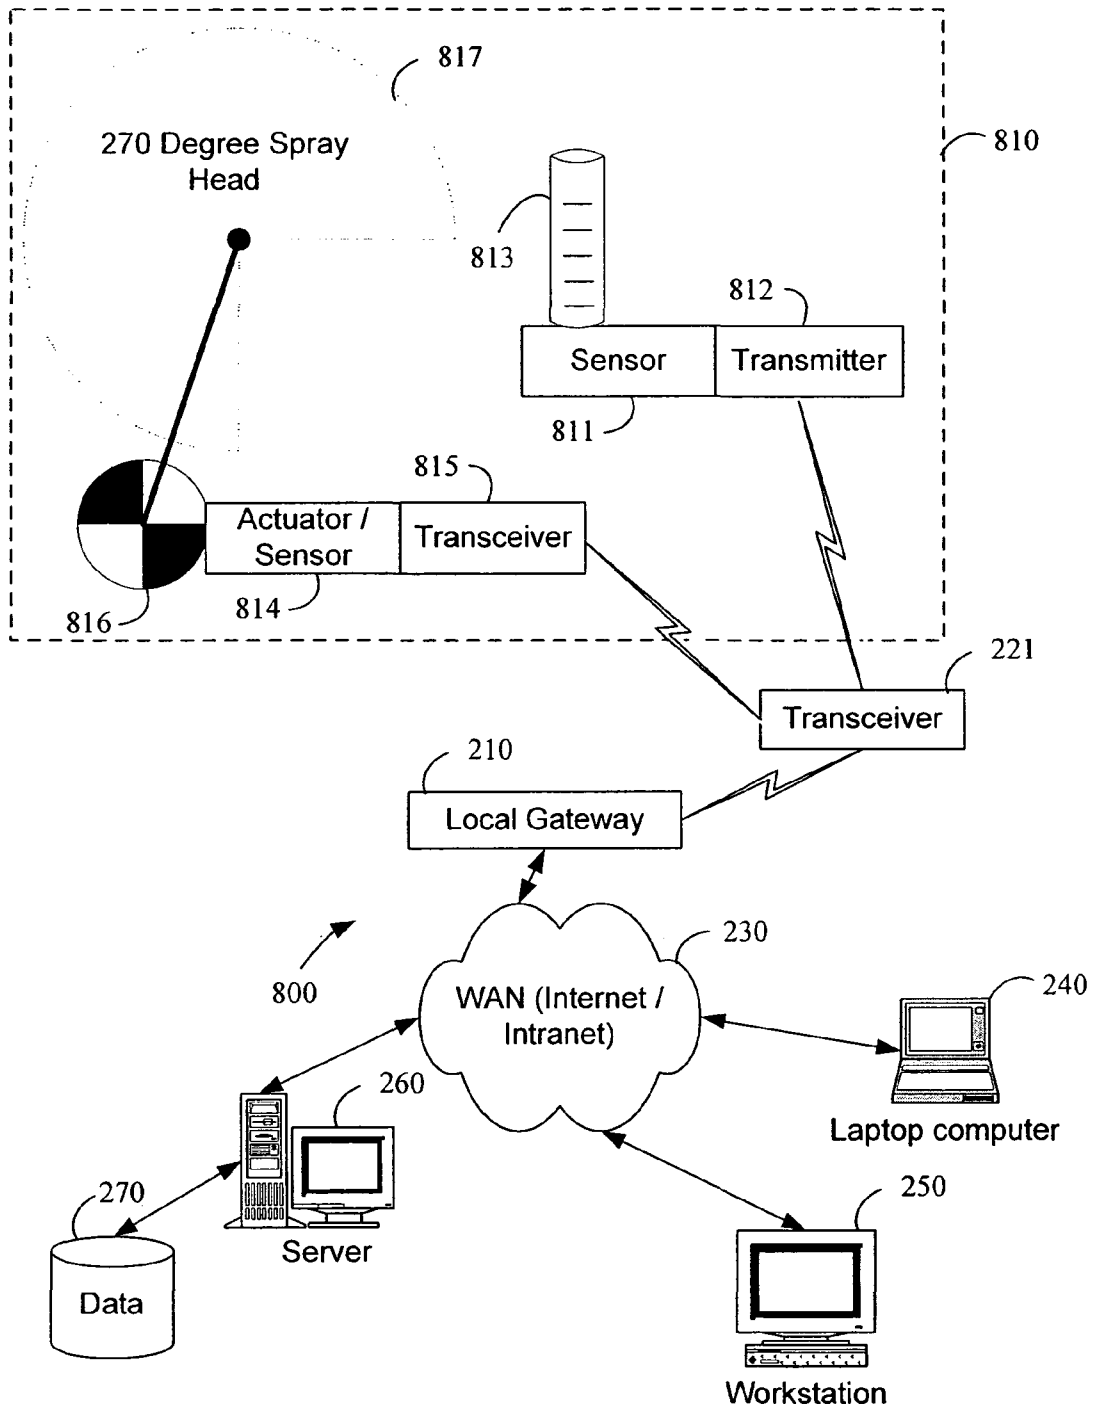 817
270 Degree Spray
Head
810
813
812
Sensor
Transmitter
811
815
Actuator /
Sensor
Transceiver
816
814
221
Transceiver
210
Local Gateway
230
800
WAN (Internet /
Intranet)
240
Laptop computer
260
270
Server
Data
250
Workstation